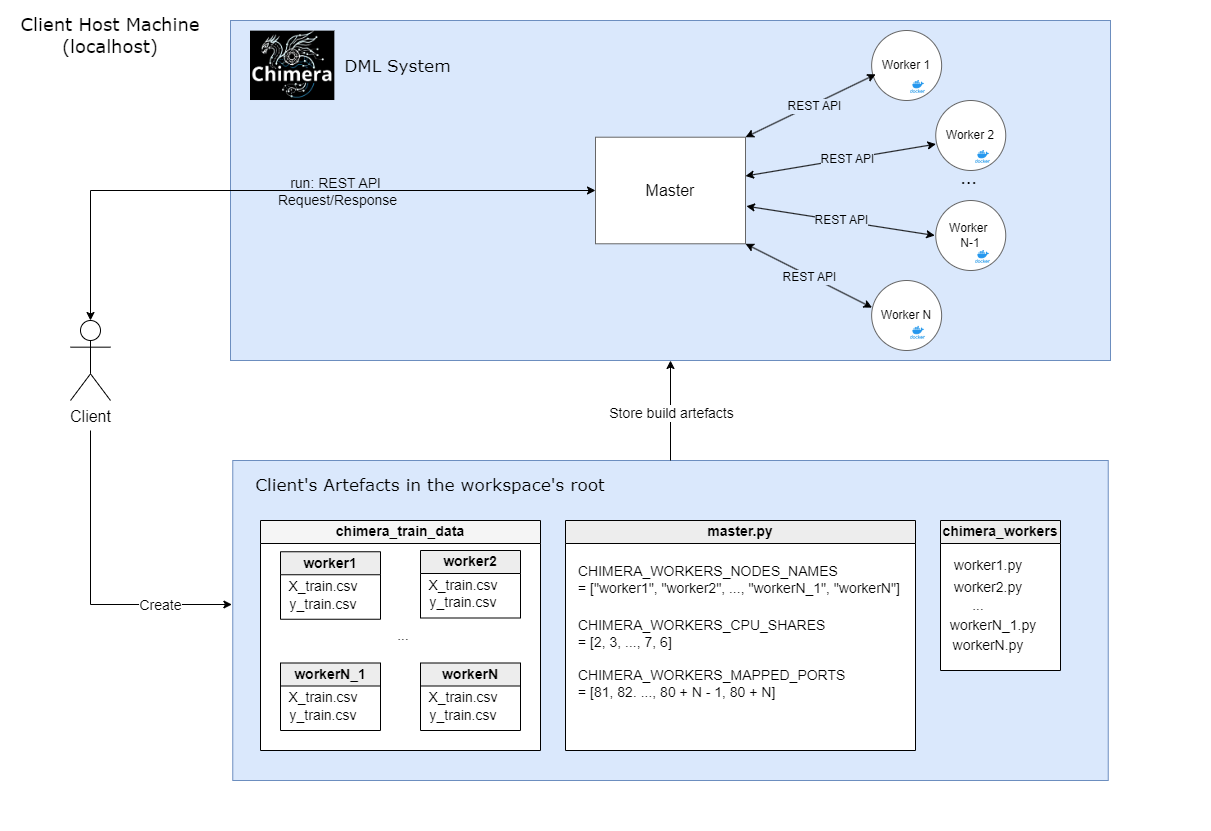 Client Host Machine
(localhost)
Chimera
DML System
Worker 1
docker
REST API
Worker 2
docker
REST API
...
run: REST API
Request/Response
Master
REST API
Worker
N-1
docker
REST API
Worker N
docker
Client
Store build artefacts
Client's Artefacts in the workspace's root
chimera_train_data
worker1
X_train.csv
y_train.csv
worker2
X_train.csv
y_train.csv
...
workerN_1
X_train.csv
y_train.csv
workerN
X_train.csv
y_train.csv
master.py
CHIMERA_WORKERS_NODES_NAMES
= ["worker1", "worker2", ..., "workerN_1", "workerN"]
CHIMERA_WORKERS_CPU_SHARES
= [2, 3, ..., 7, 6]
CHIMERA_WORKERS_MAPPED_PORTS
= [81, 82. ..., 80 + N - 1, 80 + N]
chimera_workers
worker1.py
worker2.py
...
workerN_1.py
workerN.py
Create